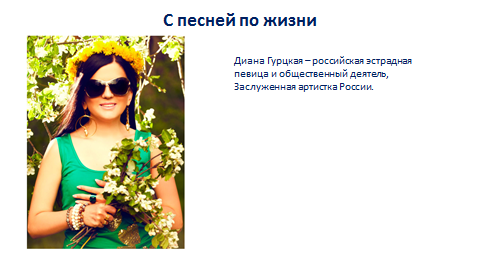 С песней по жизни
Диана Гурцкая – российская эстрадная
певица и общественный деятель,
Заслуженная артистка России.